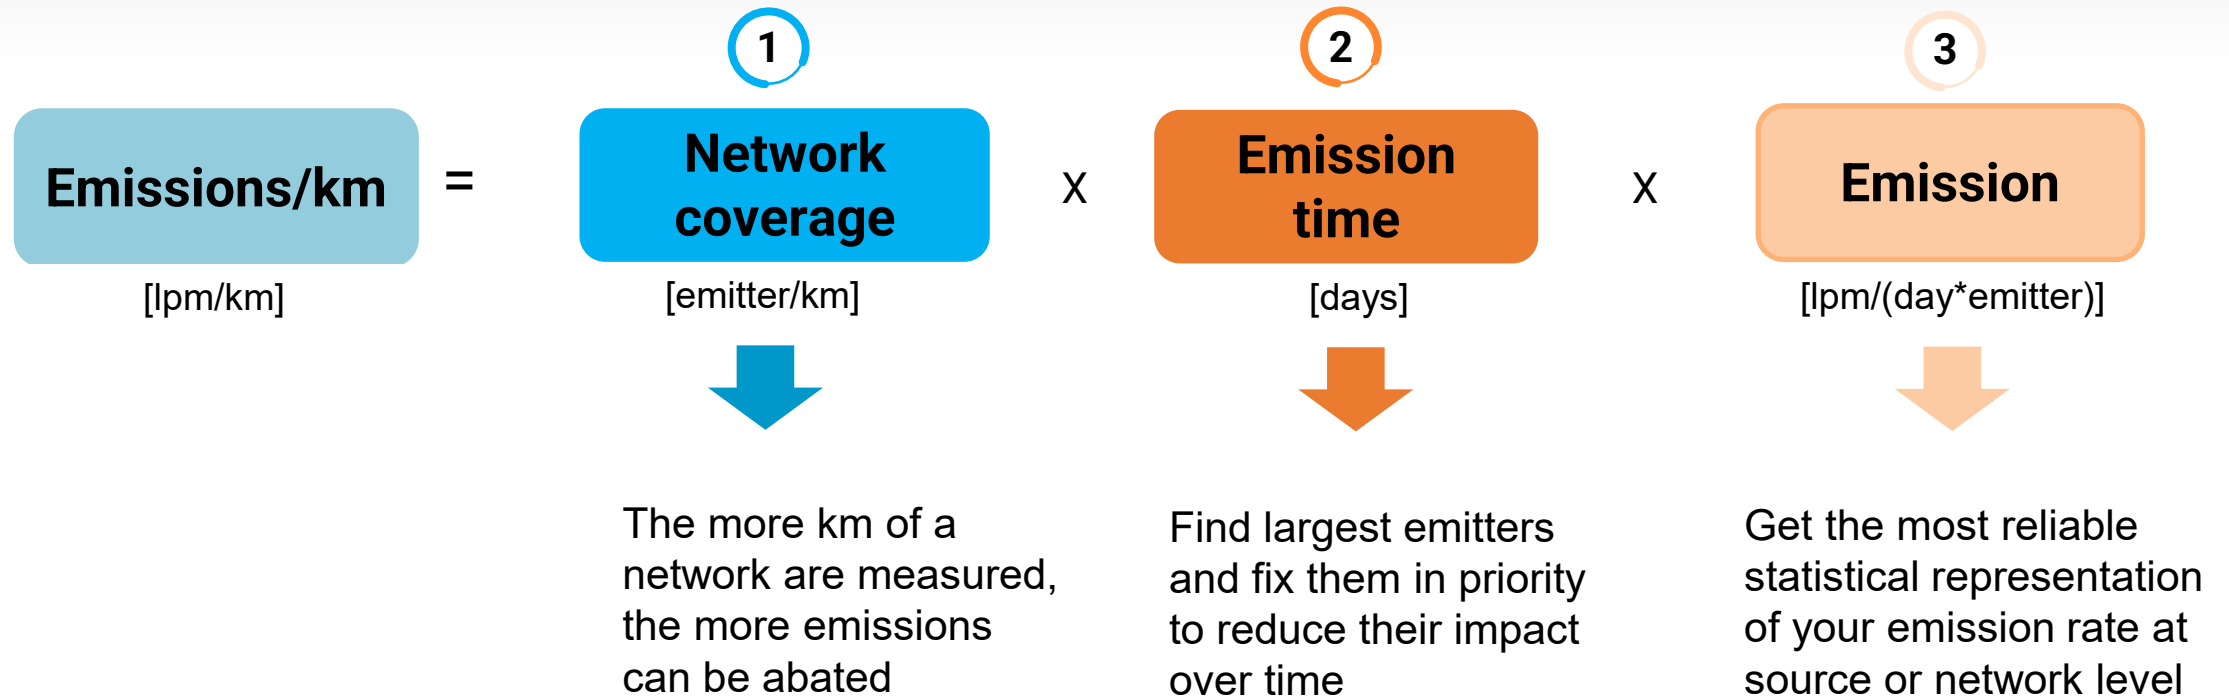 1
2
3
Emissions/km
=
Network
coverage
X
Emission
time
X
Emission
[lpm/km]
[emitter/km]
[days]
[lpm/(day*emitter)]
The more km of a
network are measured,
the more emissions
can be abated
Find largest emitters
and fix them in priority
to reduce their impact
over time
Get the most reliable
statistical representation
of your emission rate at
source or network level